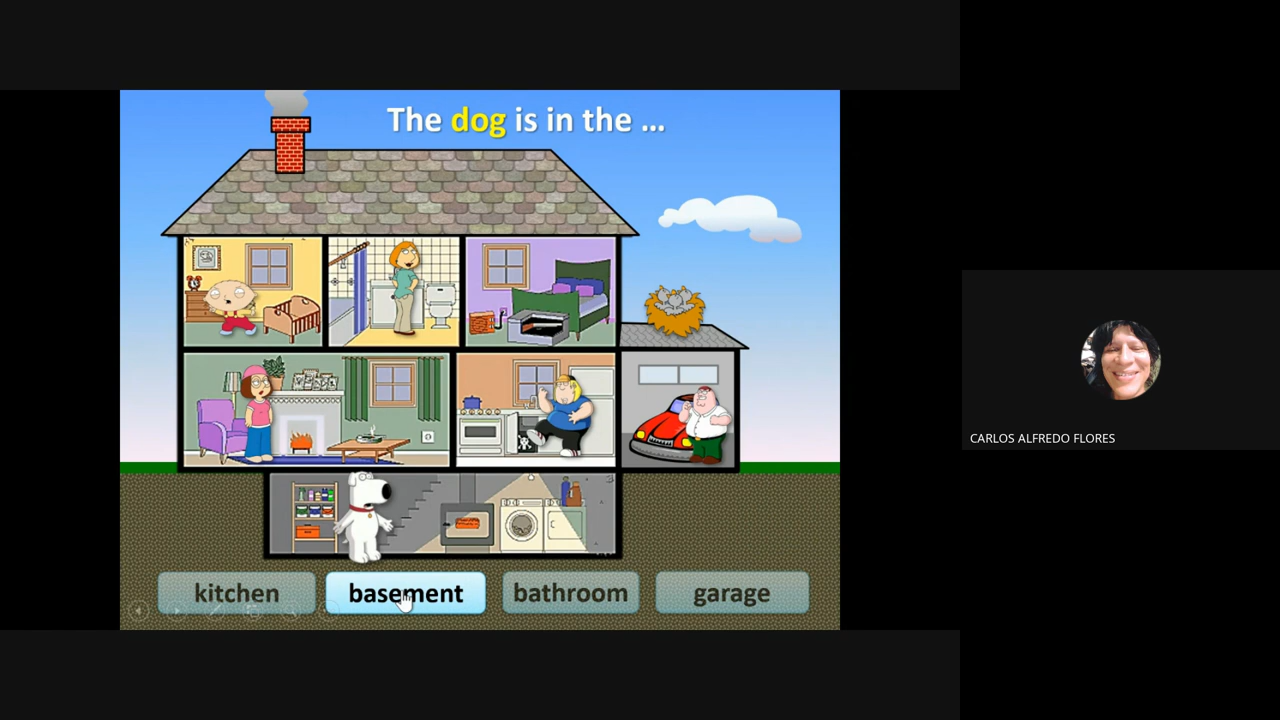 The dog is in the ...
kitchen
basement
bathroom
garage
CARLOS ALFREDO FLORES